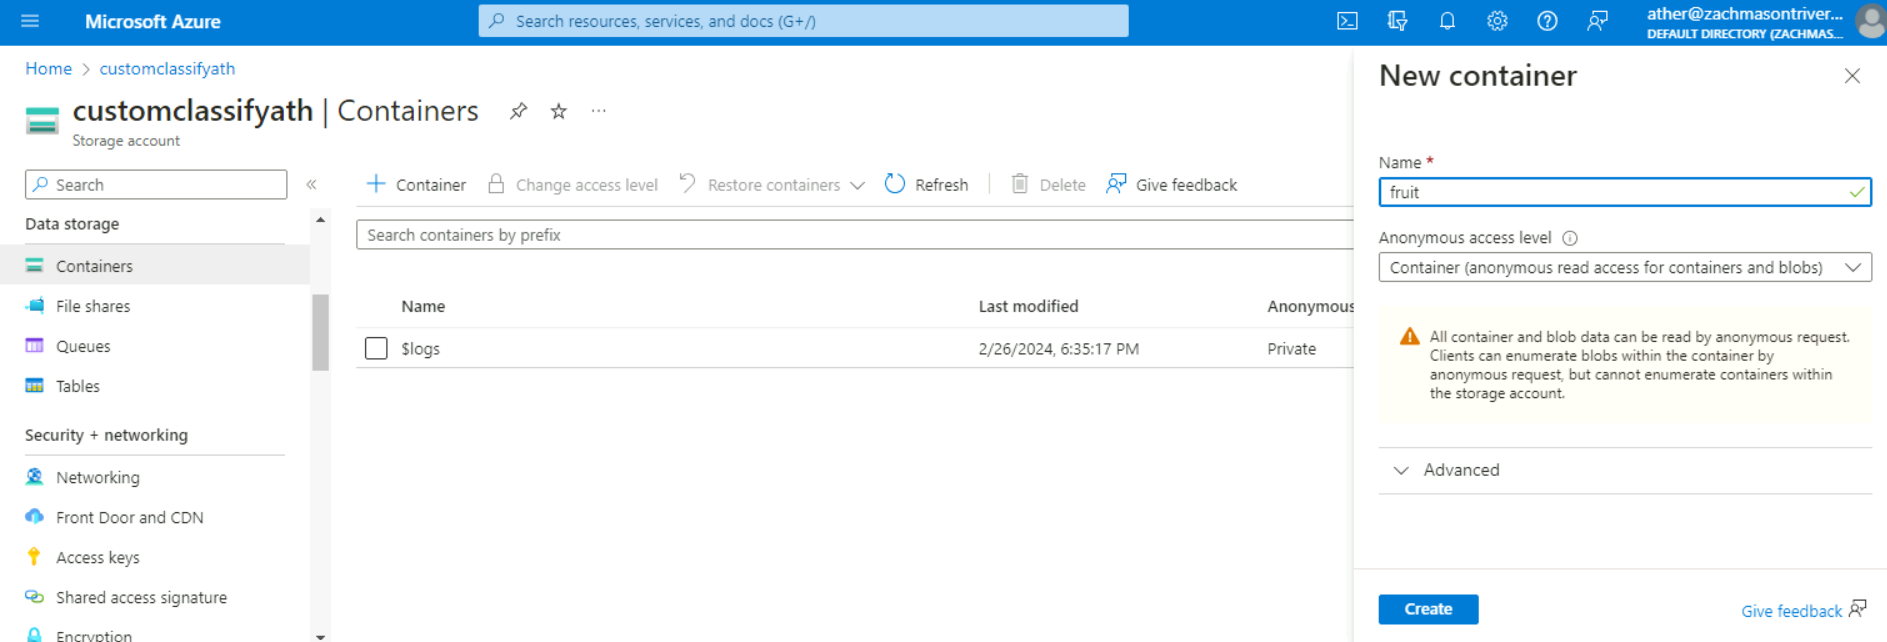 Microsoft Azure
Search resources, services, and docs (G+/)
ather@zachmasontriver...
DEFAULT DIRECTORY (ZACHMAS...
Home > customclassifyath
customclassifyath | Containers
...
Storage account
Search
«
Data storage
Containers
File shares
Queues
Tables
Security + networking
Networking
Front Door and CDN
Access keys
Shared access signature
Encryption
+ Container
Change access level
Restore containers
Refresh
Delete
Give feedback
Search containers by prefix
Name Last modified Anonymous
$logs 2/26/2024, 6:35:17 PM Private
New container
Name *
fruit
Anonymous access level
Container (anonymous read access for containers and blobs)
All container and blob data can be read by anonymous request.
Clients can enumerate blobs within the container by
anonymous request, but cannot enumerate containers within
the storage account.
Advanced
Create
Give feedback